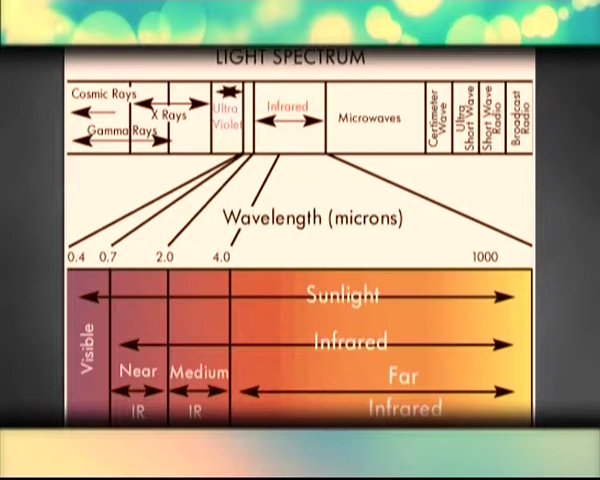 LIGHT SPECTRUM
Cosmic Rays
X Rays
Gamma Rays
Ultra
Violet
Infrared
Microwaves
Centimeter
Wave
Ultra
Short Wave
Short Wave
Radio
Broadcast
Radio
Wavelength (microns)
0.4 0.7 2.0 4.0 1000
Sunlight
Visible
Infrared
Near
IR
Medium
IR
Far
Infrared